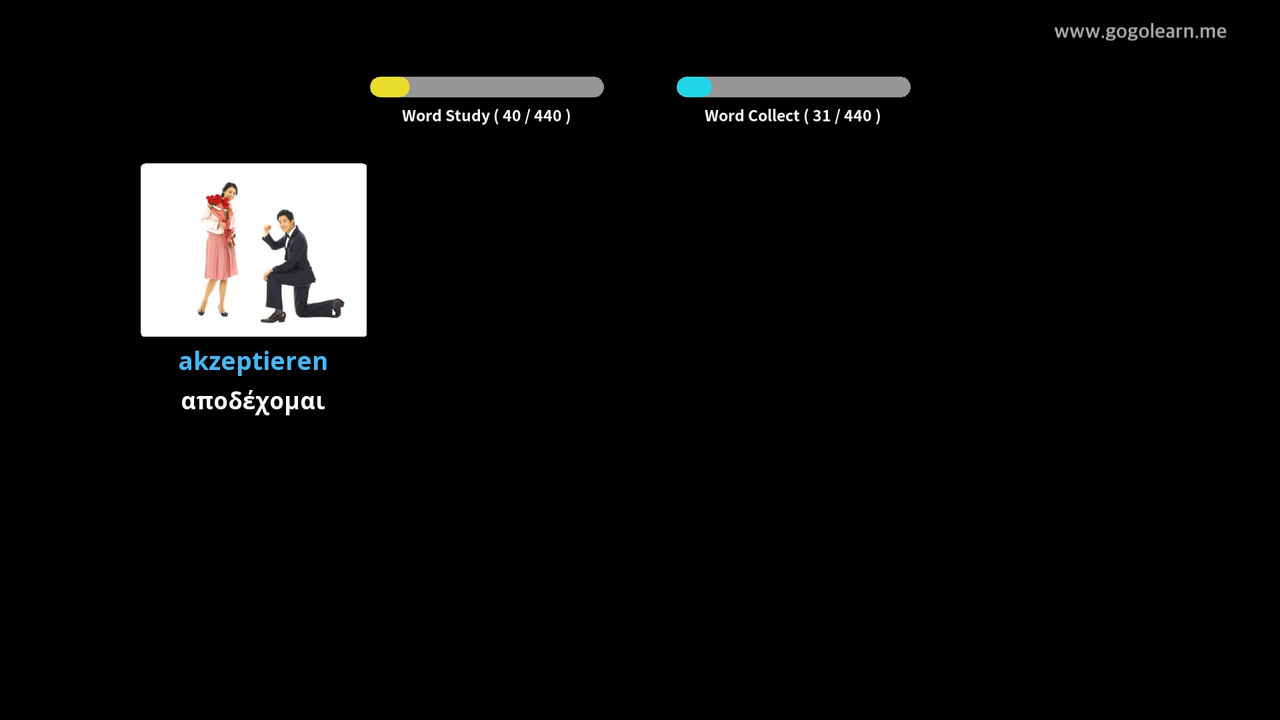 www.gogolearn.me
Word Study ( 40 / 440 )
Word Collect ( 31 / 440 )
akzeptieren
αποδέχομαι